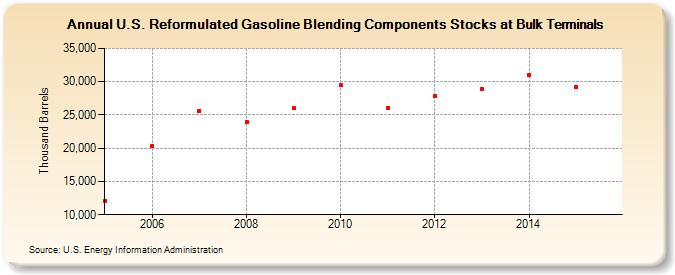 Annual U.S. Reformulated Gasoline Blending Components Stocks at Bulk Terminals
Thousand Barrels
35,000
30,000
25,000
20,000
15,000
10,000
2006 2008 2010 2012 2014
Source: U.S. Energy Information Administration